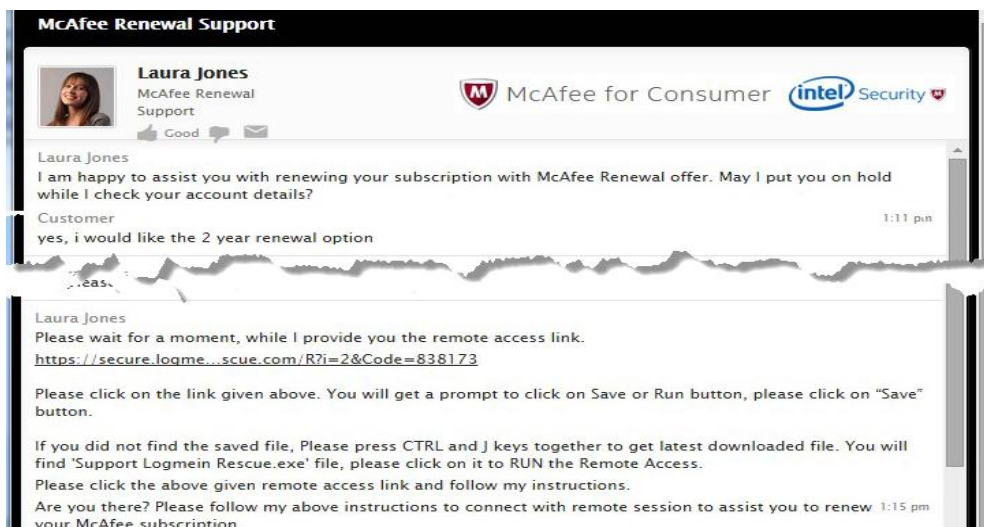 McAfee Renewal Support
Laura Jones
McAfee Renewal
Support
Good
McAfee for Consumer
intel Security
Laura Jones
I am happy to assist you with renewing your subscription with McAfee Renewal offer. May I put you on hold
while I check your account details?
Customer
1:11 pm
yes, i would like the 2 year renewal option
Laura Jones
Please wait for a moment, while I provide you the remote access link.
https://secure.logme...scue.com/R?i=2&Code=838173
Please click on the link given above. You will get a prompt to click on Save or Run button, please click on “Save”
button.
If you did not find the saved file, Please press CTRL and J keys together to get latest downloaded file. You will
find 'Support Logmein Rescue.exe' file, please click on it to RUN the Remote Access.
Please click the above given remote access link and follow my instructions.
Are you there? Please follow my above instructions to connect with remote session to assist you to renew 1:15 pm
your McAfee subscription